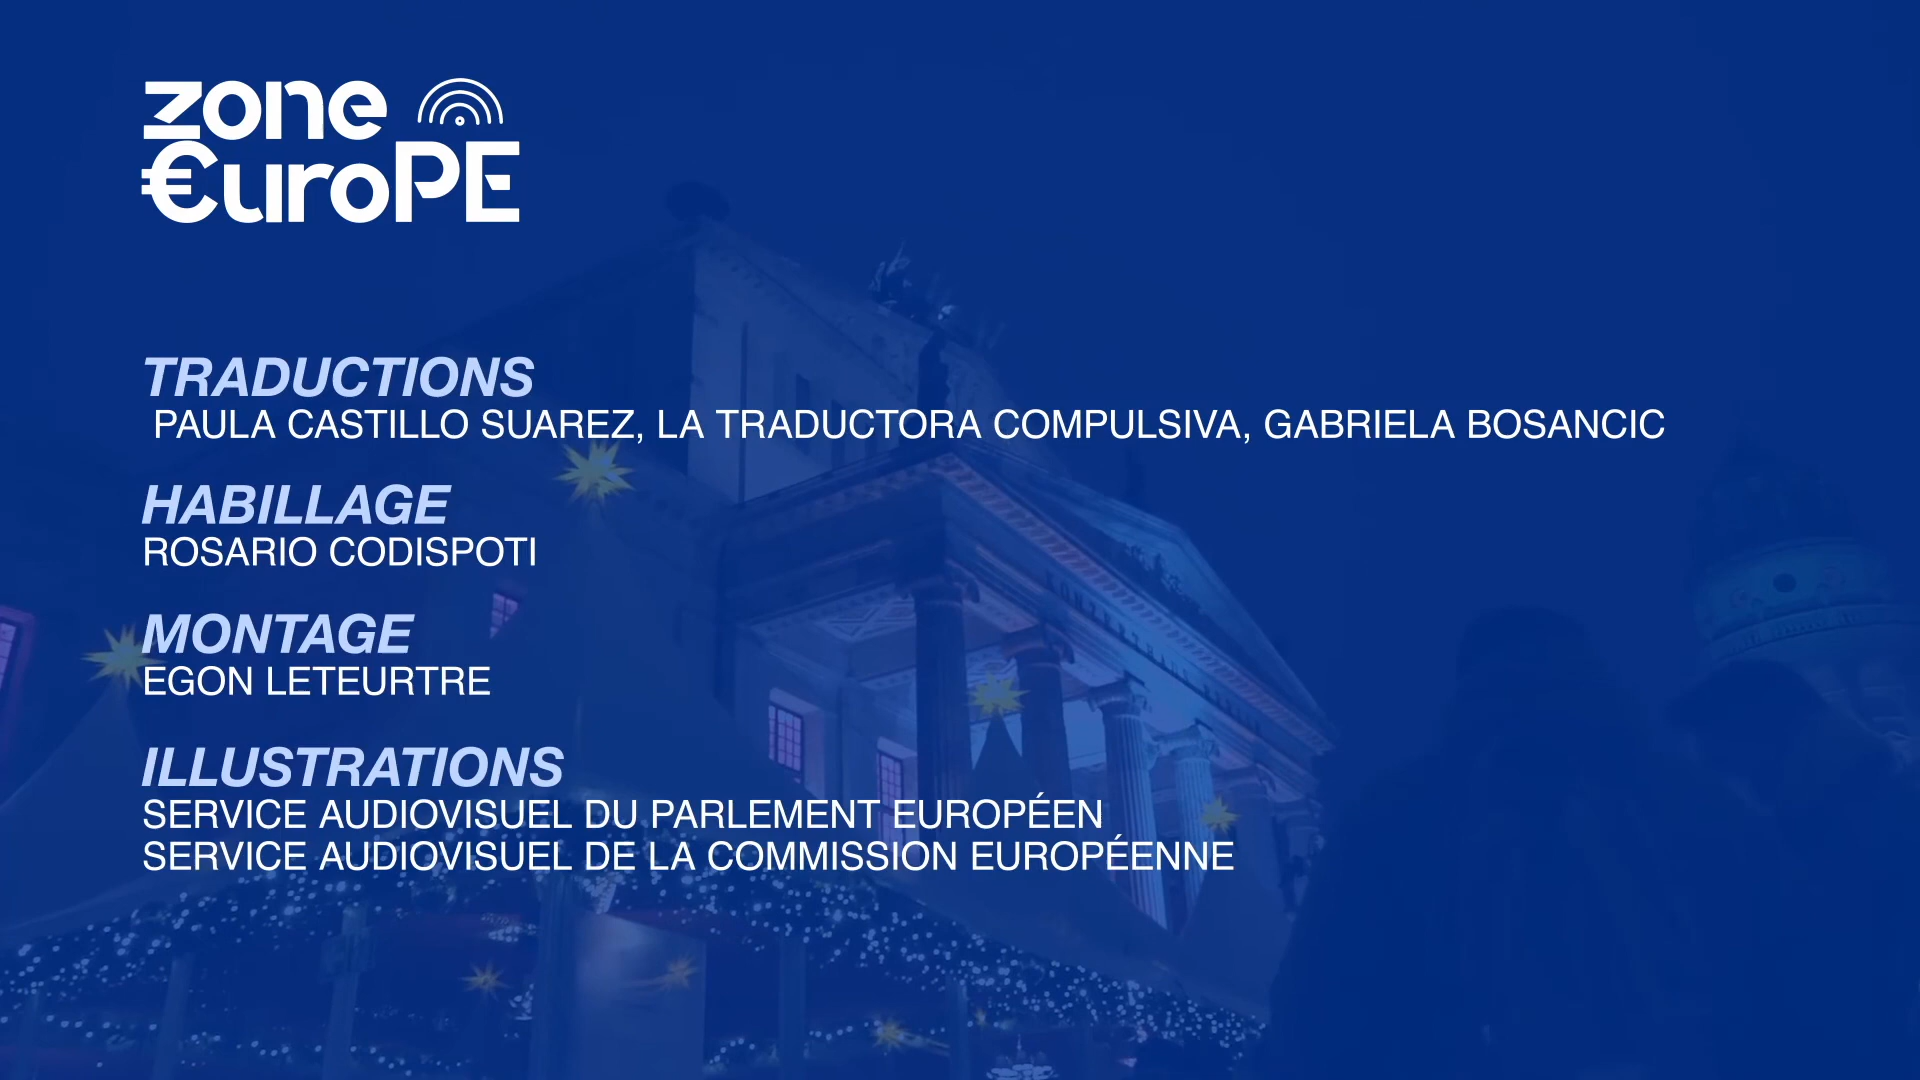 zone
€uroPE
TRADUCTIONS
PAULA CASTILLO SUAREZ, LA TRADUCTORA COMPULSIVA, GABRIELA BOSANCIC
HABILLAGE
ROSARIO CODISPOTI
MONTAGE
EGON LETEURTRE
ILLUSTRATIONS
SERVICE AUDIOVISUEL DU PARLEMENT EUROPÉEN
SERVICE AUDIOVISUEL DE LA COMMISSION EUROPÉENNE